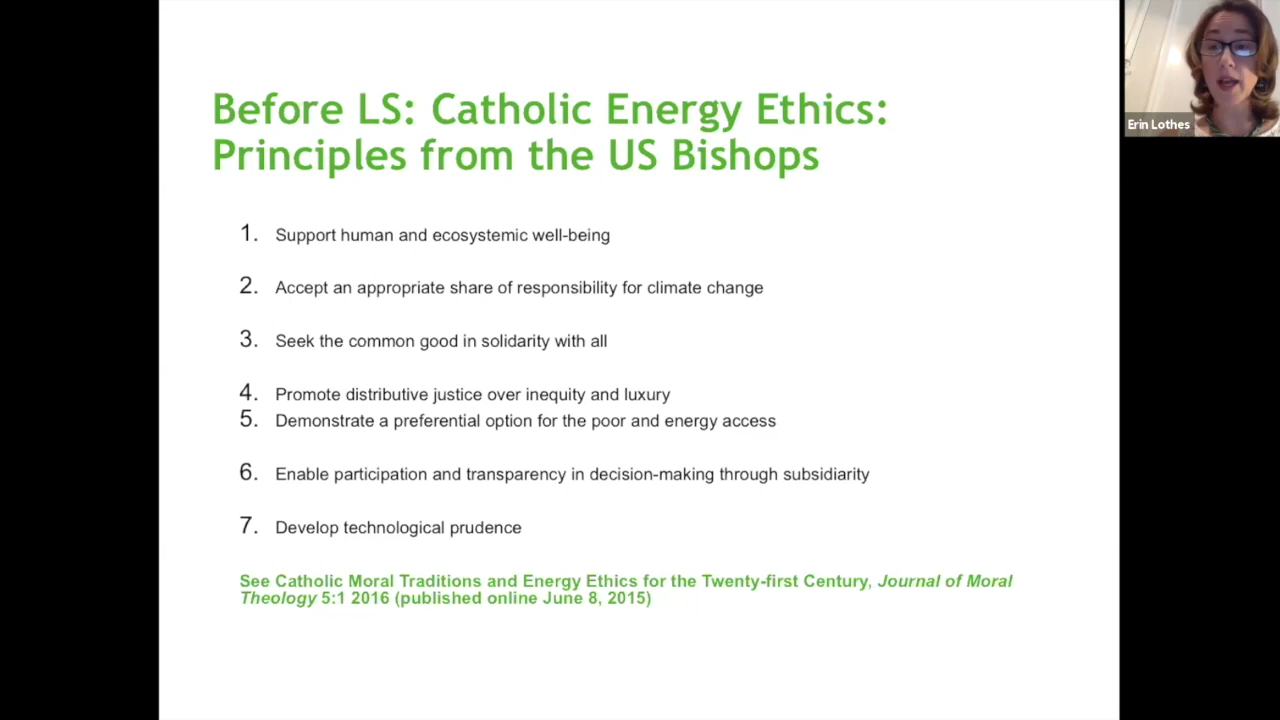 Before LS: Catholic Energy Ethics:
Principles from the US Bishops
1. Support human and ecosystemic well-being
2. Accept an appropriate share of responsibility for climate change
3. Seek the common good in solidarity with all
4. Promote distributive justice over inequity and luxury
5. Demonstrate a preferential option for the poor and energy access
6. Enable participation and transparency in decision-making through subsidiarity
7. Develop technological prudence
See Catholic Moral Traditions and Energy Ethics for the Twenty-first Century, Journal of Moral
Theology 5:1 2016 (published online June 8, 2015)
Erin Lothes